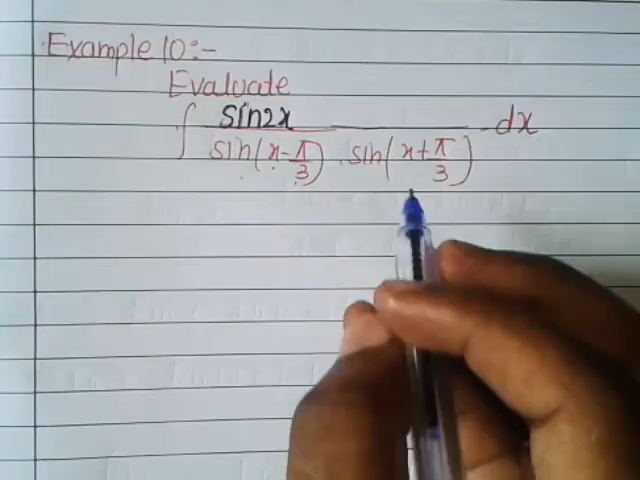 Example 10:-
Evaluate
∫ sin2x / sin(x-π/3) . sin(x+π/3) dx